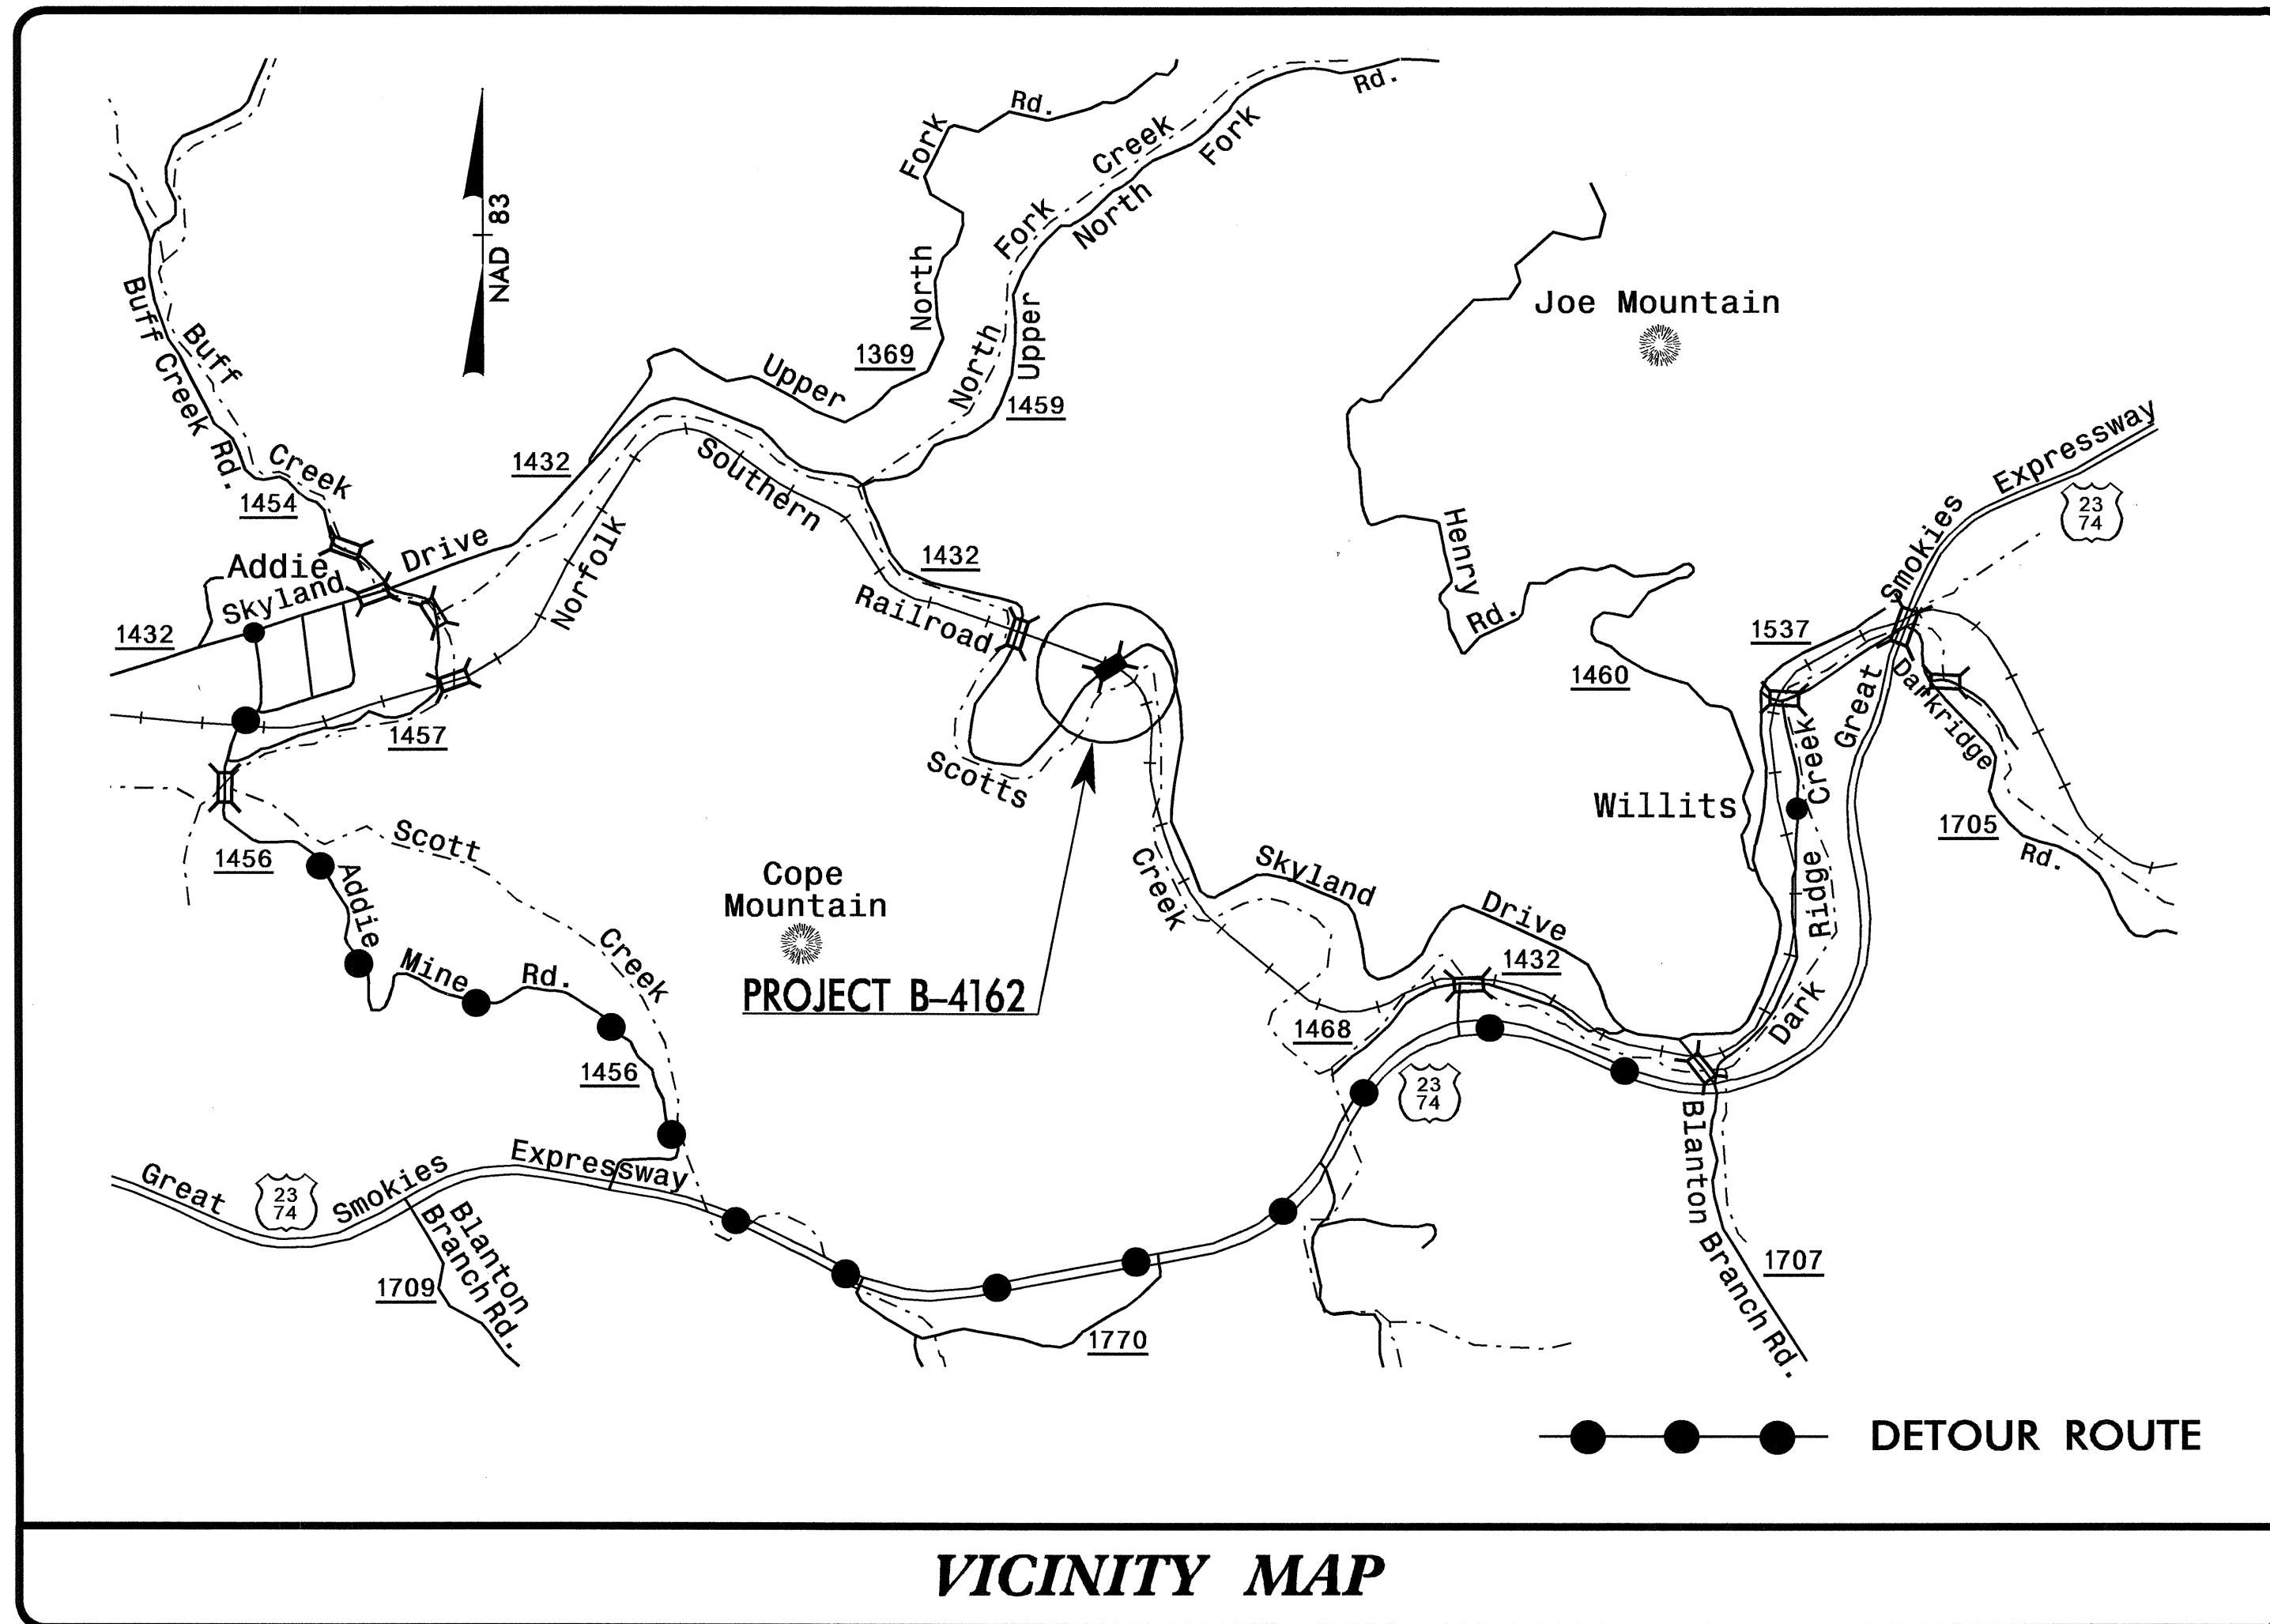 Rd.
Fork
North
Upper
1369
Rd.
Creek
Fork
Fork
North
North
Upper
1459
NAD 83
Buff
Creek
Buff Creek Rd.
1454
Joe Mountain
Expressway
Smokies
Great
23
74
1432
Southern
Norfolk
Railroad
1432
Addie
Skyland
Drive
1432
1457
Henry
Rd.
1460
1537
Darkridge
Rd.
1705
Willits
Creek
Ridge
Dark
Scotts
Creek
1456
Addie
Mine
Rd.
Scott
Creek
1456
Cope
Mountain
PROJECT B-4162
Skyland
Drive
1432
1468
23
74
Great
23
74
Smokies
Expressway
Blanton
Branch Rd.
1709
1770
Blanton Branch Rd.
1707
DETOUR ROUTE
VICINITY MAP